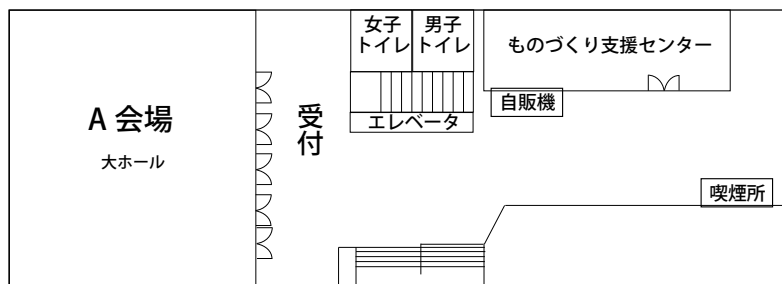 女子
トイレ
男子
トイレ
ものづくり支援センター
自販機
エレベータ
受付
A 会場
大ホール
喫煙所